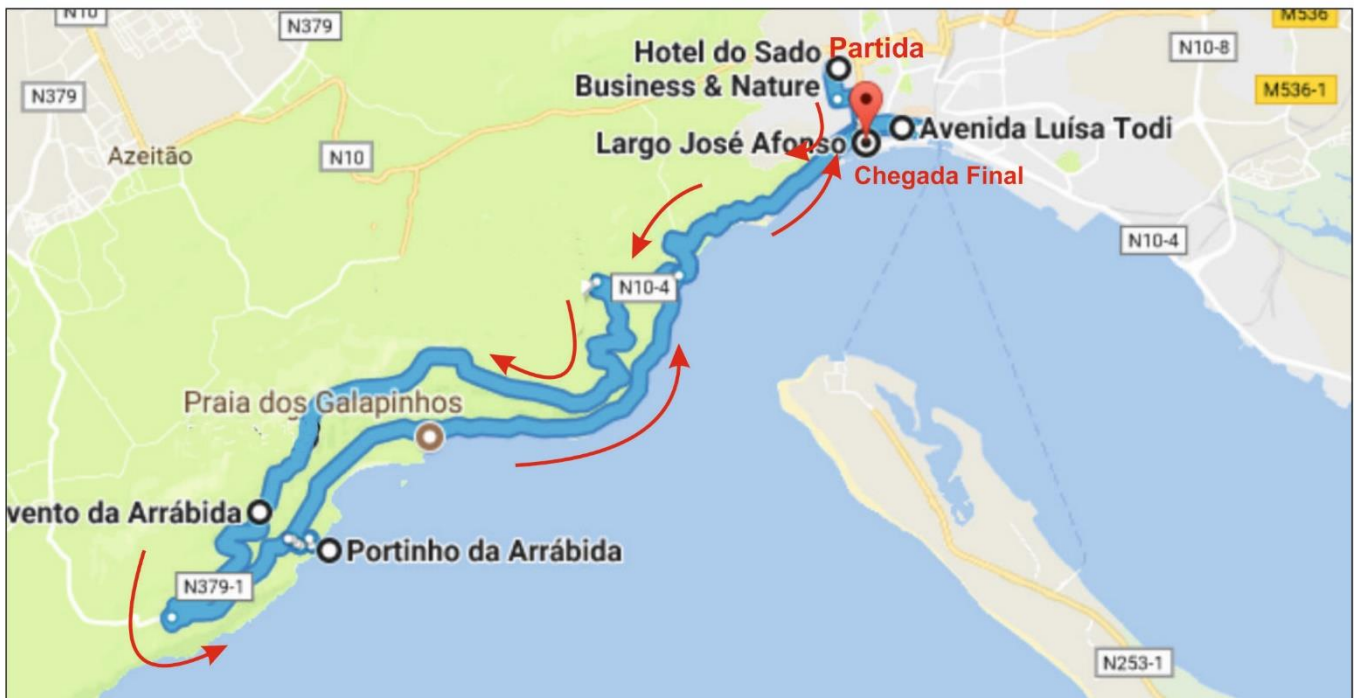 N10
N379
M536
Hotel do Sado Partida
Business & Nature
N10-8
N379
M536-1
Azeitão
N10
Largo José Afonso
Avenida Luísa Todi
Chegada Final
N10-4
N10-4
Praia dos Galapinhos
vento da Arrábida
Portinho da Arrábida
N379-1
N253-1